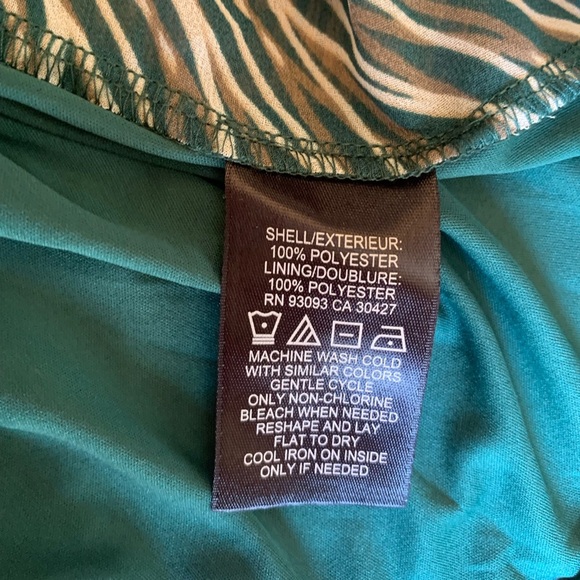 SHELL/EXTERIEUR:
100% POLYESTER
LINING/DOUBLURE:
100% POLYESTER
RN 93093 CA 30427
MACHINE WASH COLD
WITH SIMILAR COLORS
GENTLE CYCLE
ONLY NON-CHLORINE
BLEACH WHEN NEEDED
RESHAPE AND LAY
FLAT TO DRY
COOL IRON ON INSIDE
ONLY IF NEEDED